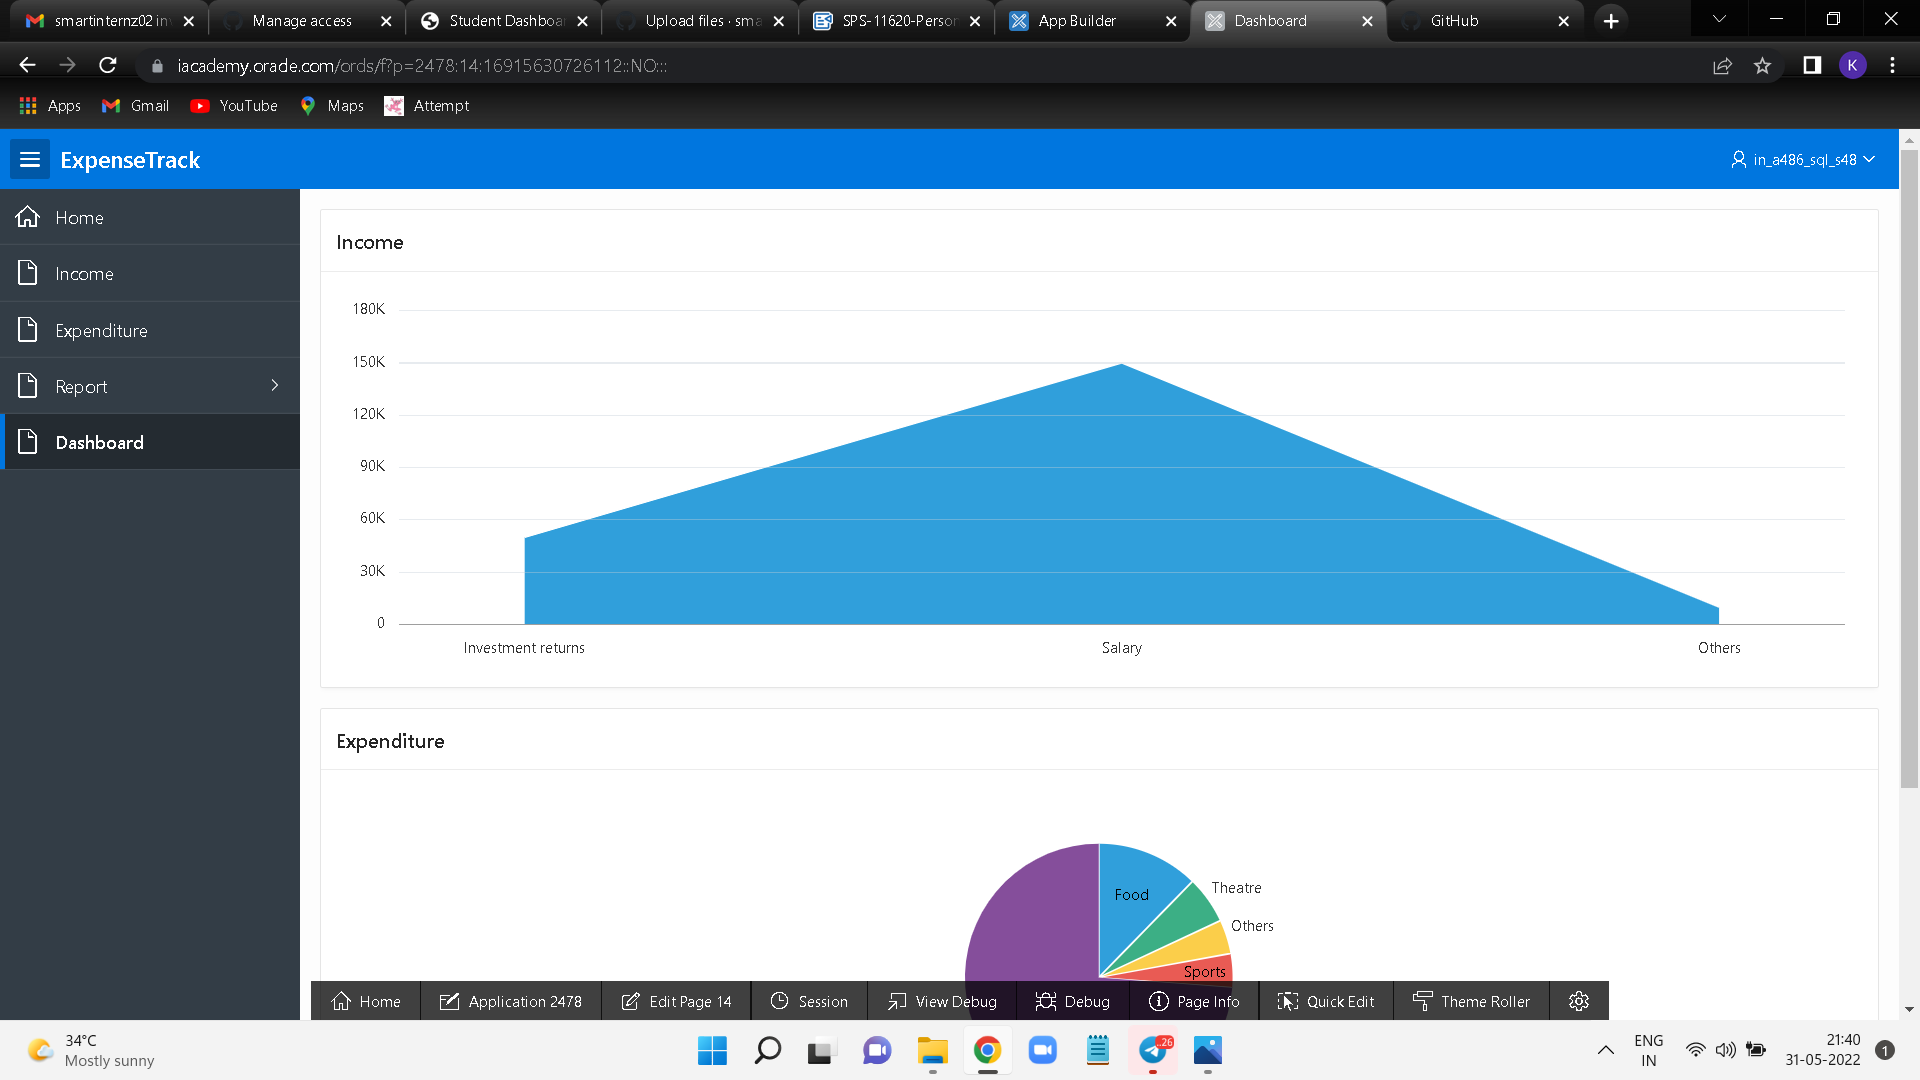 smartinternz02 in
Manage access
Student Dashboa
Upload files · sma
SPS-11620-Person
App Builder
Dashboard
GitHub
iacademy.oracle.com/ords/f?p=2478:14:16915630726112::NO:::
K
Apps
Gmail
YouTube
Maps
Attempt
ExpenseTrack
in_a486_sql_s48
Home
Income
Expenditure
Report
Dashboard
Income
180K
150K
120K
90K
60K
30K
0
Investment returns
Salary
Others
Expenditure
Food
Theatre
Others
Sports
Home
Application 2478
Edit Page 14
Session
View Debug
Debug
Page Info
Quick Edit
Theme Roller
34°C
Mostly sunny
..26
ENG
IN
21:40
31-05-2022
1